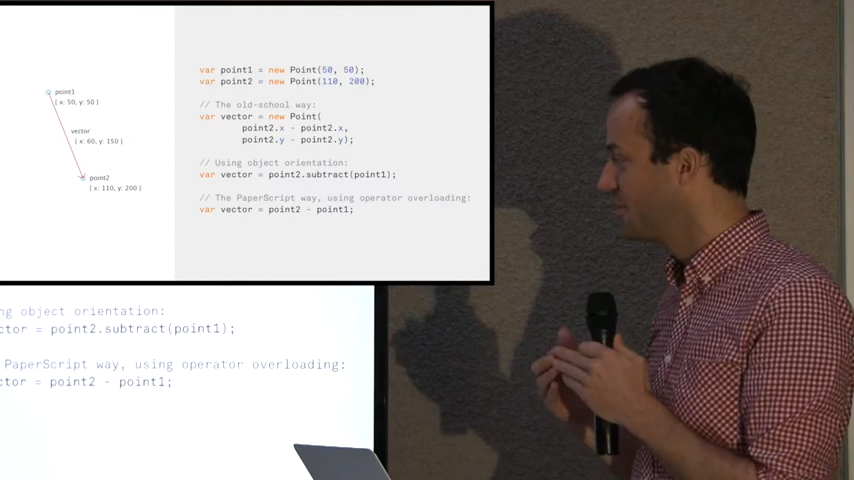 point1
{ x: 50, y: 50 }
vector
{ x: 60, y: 150 }
point2
{ x: 110, y: 200 }
var point1 = new Point(50, 50);
var point2 = new Point(110, 200);
// The old-school way:
var vector = new Point(
point2.x - point2.x,
point2.y - point2.y);
// Using object orientation:
var vector = point2.subtract(point1);
// The PaperScript way, using operator overloading:
var vector = point2 - point1;
ng object orientation:
ctor = point2.subtract(point1);
PaperScript way, using operator overloading:
ctor = point2 - point1;